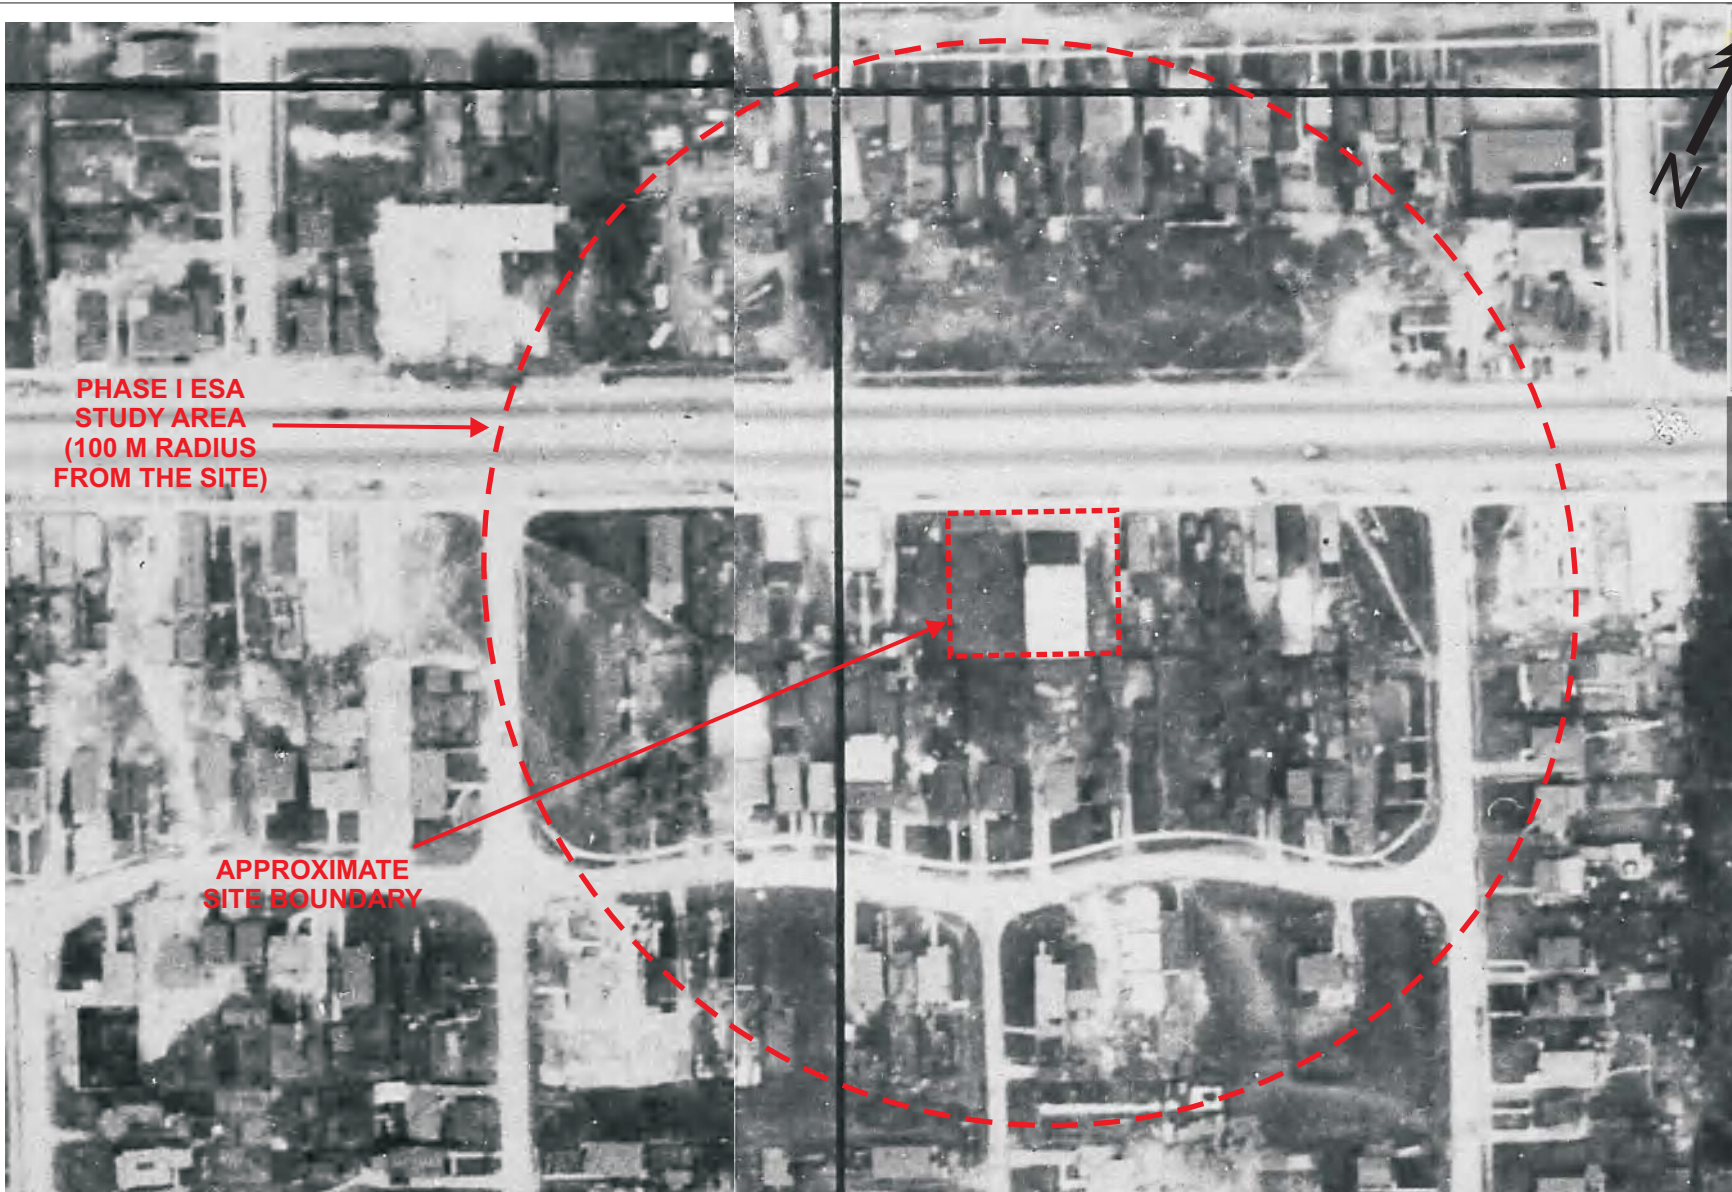 PHASE I ESA
STUDY AREA
(100 M RADIUS
FROM THE SITE)
APPROXIMATE
SITE BOUNDARY
N